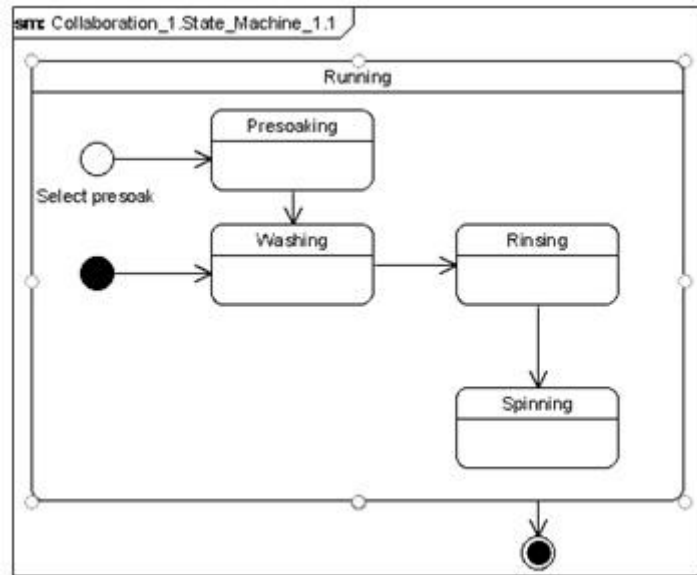 sm: Collaboration_1.State_Machine_1.1
Running
Presoaking
Select presoak
Washing
Rinsing
Spinning